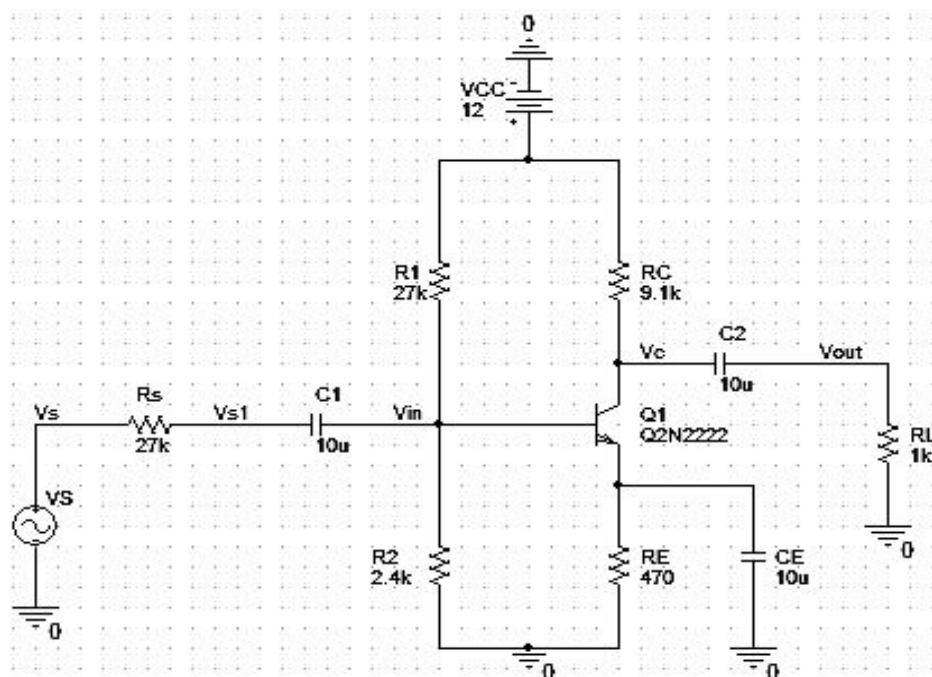 0
VCC
12
-
+
R1
27k
RC
9.1k
C2
Vc
Vout
10u
Rs
C1
Vs
Vs1
Vin
27k
10u
Q1
Q2N2222
RL
1k
VS
0
R2
2.4k
RE
470
CE
10u
0
0
0